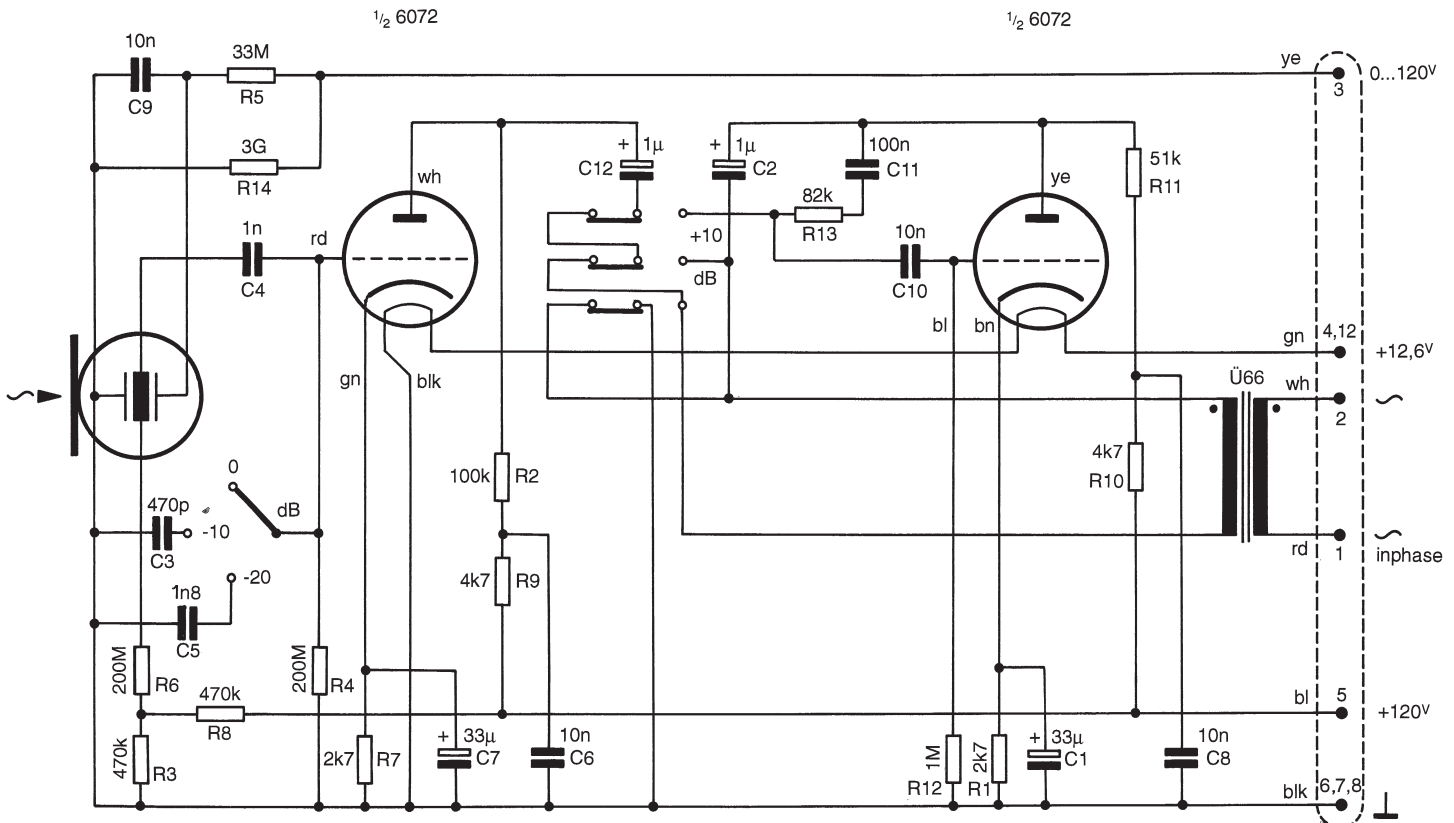 1/2 6072
1/2 6072
10n
C9
33M
R5
ye
3
0...120V
3G
R14
wh
+ 1µ
C12
+ 1µ
C2
100n
C11
ye
51k
R11
82k
R13
+10
dB
1n
C4
rd
10n
C10
bl
bn
gn
4,12
+12,6V
gn
blk
Ü66
wh
2
0
dB
470p
-10
C3
-20
1n8
C5
100k
R2
4k7
R10
rd
1
inphase
4k7
R9
200M
R6
200M
R4
470k
R8
bl
5
+120V
470k
R3
2k7
R7
+ 33µ
C7
10n
C6
1M
R12
2k7
R1
+ 33µ
C1
10n
C8
blk
6,7,8